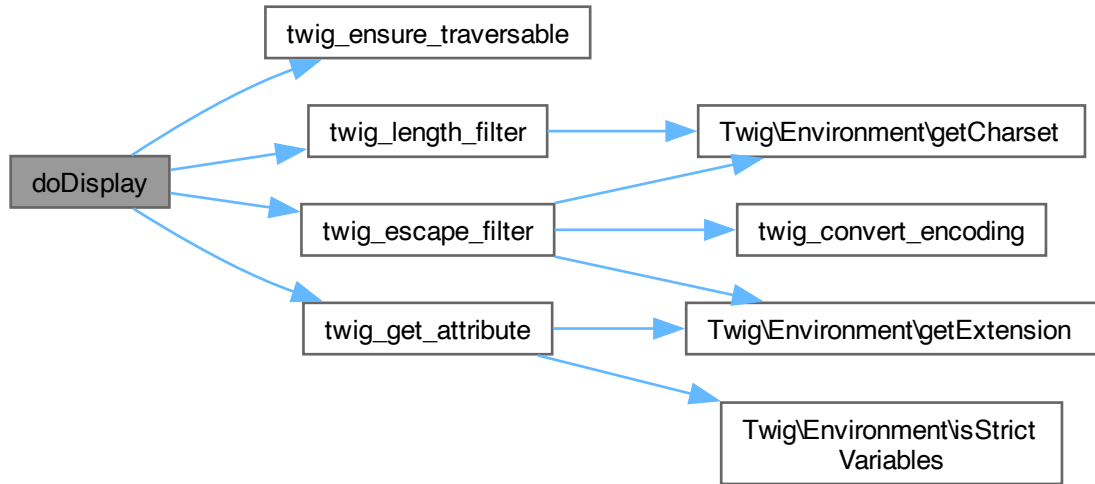 twig_ensure_traversable
twig_length_filter
Twig\Environment\getCharset
doDisplay
twig_escape_filter
twig_convert_encoding
twig_get_attribute
Twig\Environment\getExtension
Twig\Environment\isStrict
Variables